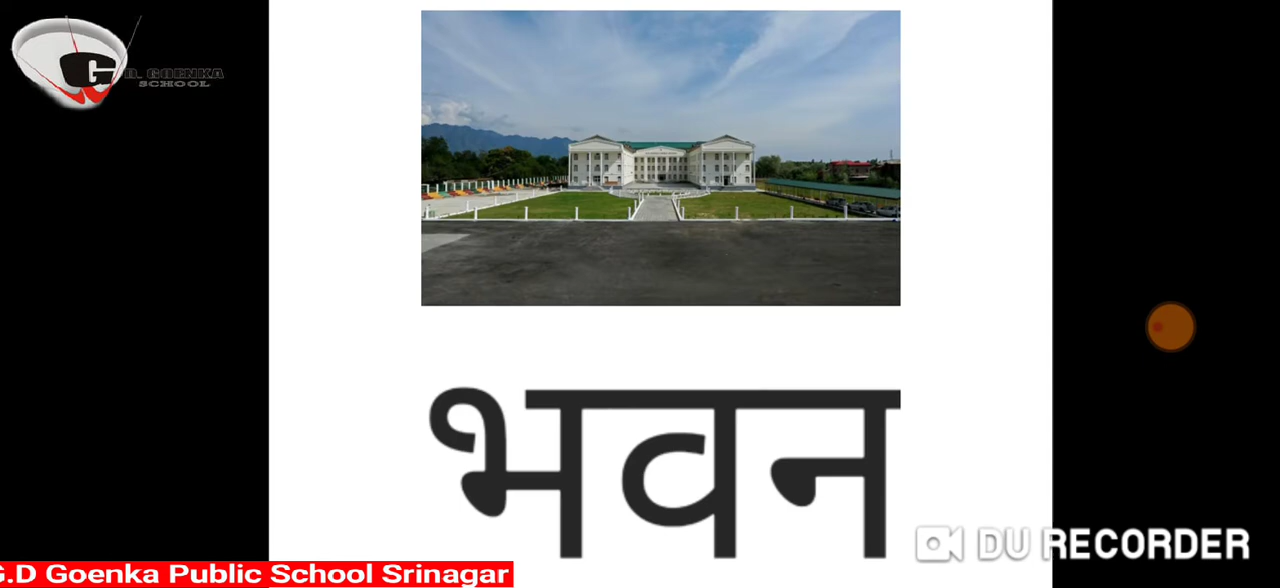 G
D. GOENKA
SCHOOL
भवन
DU RECORDER
G.D Goenka Public School Srinagar